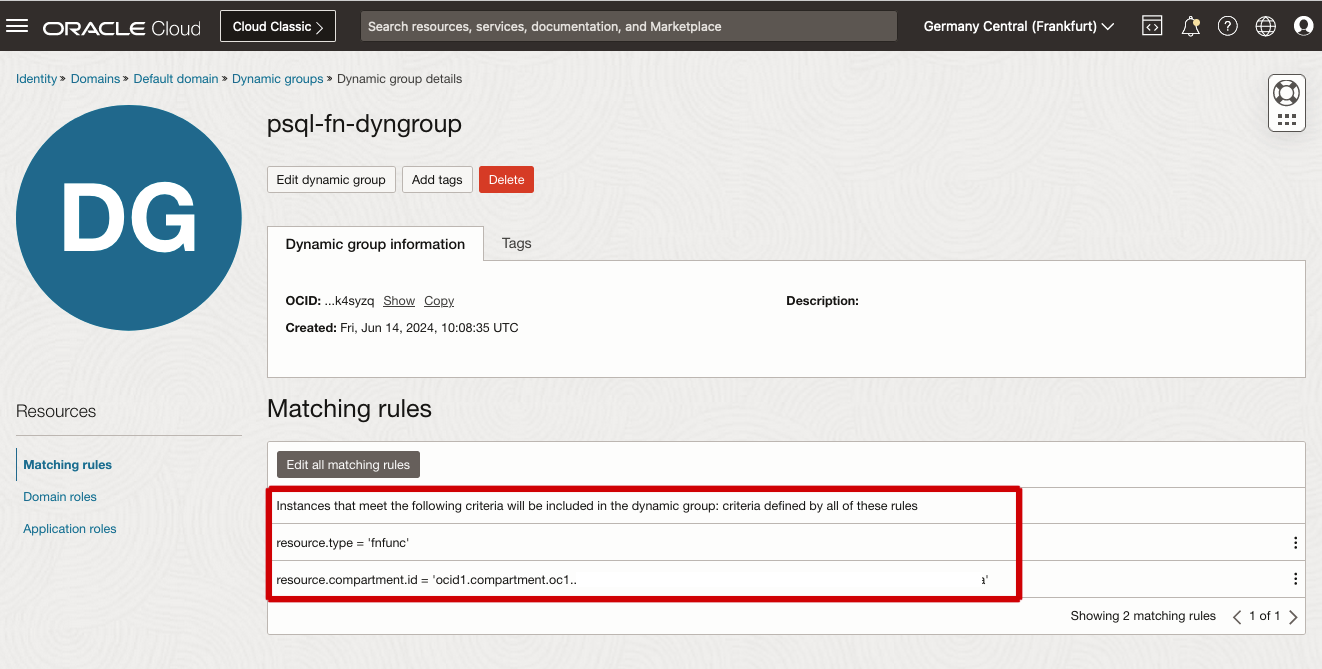 ORACLE Cloud
Cloud Classic >
Search resources, services, documentation, and Marketplace
Germany Central (Frankfurt)
Identity » Domains » Default domain » Dynamic groups » Dynamic group details
DG
psql-fn-dyngroup
Edit dynamic group
Add tags
Delete
Dynamic group information
Tags
OCID: ...k4syzq Show Copy
Description:
Created: Fri, Jun 14, 2024, 10:08:35 UTC
Resources
Matching rules
Domain roles
Application roles
Matching rules
Edit all matching rules
Instances that meet the following criteria will be included in the dynamic group: criteria defined by all of these rules
resource.type = 'fnfunc'
resource.compartment.id = 'ocid1.compartment.oc1.. a'
Showing 2 matching rules < 1 of 1 >